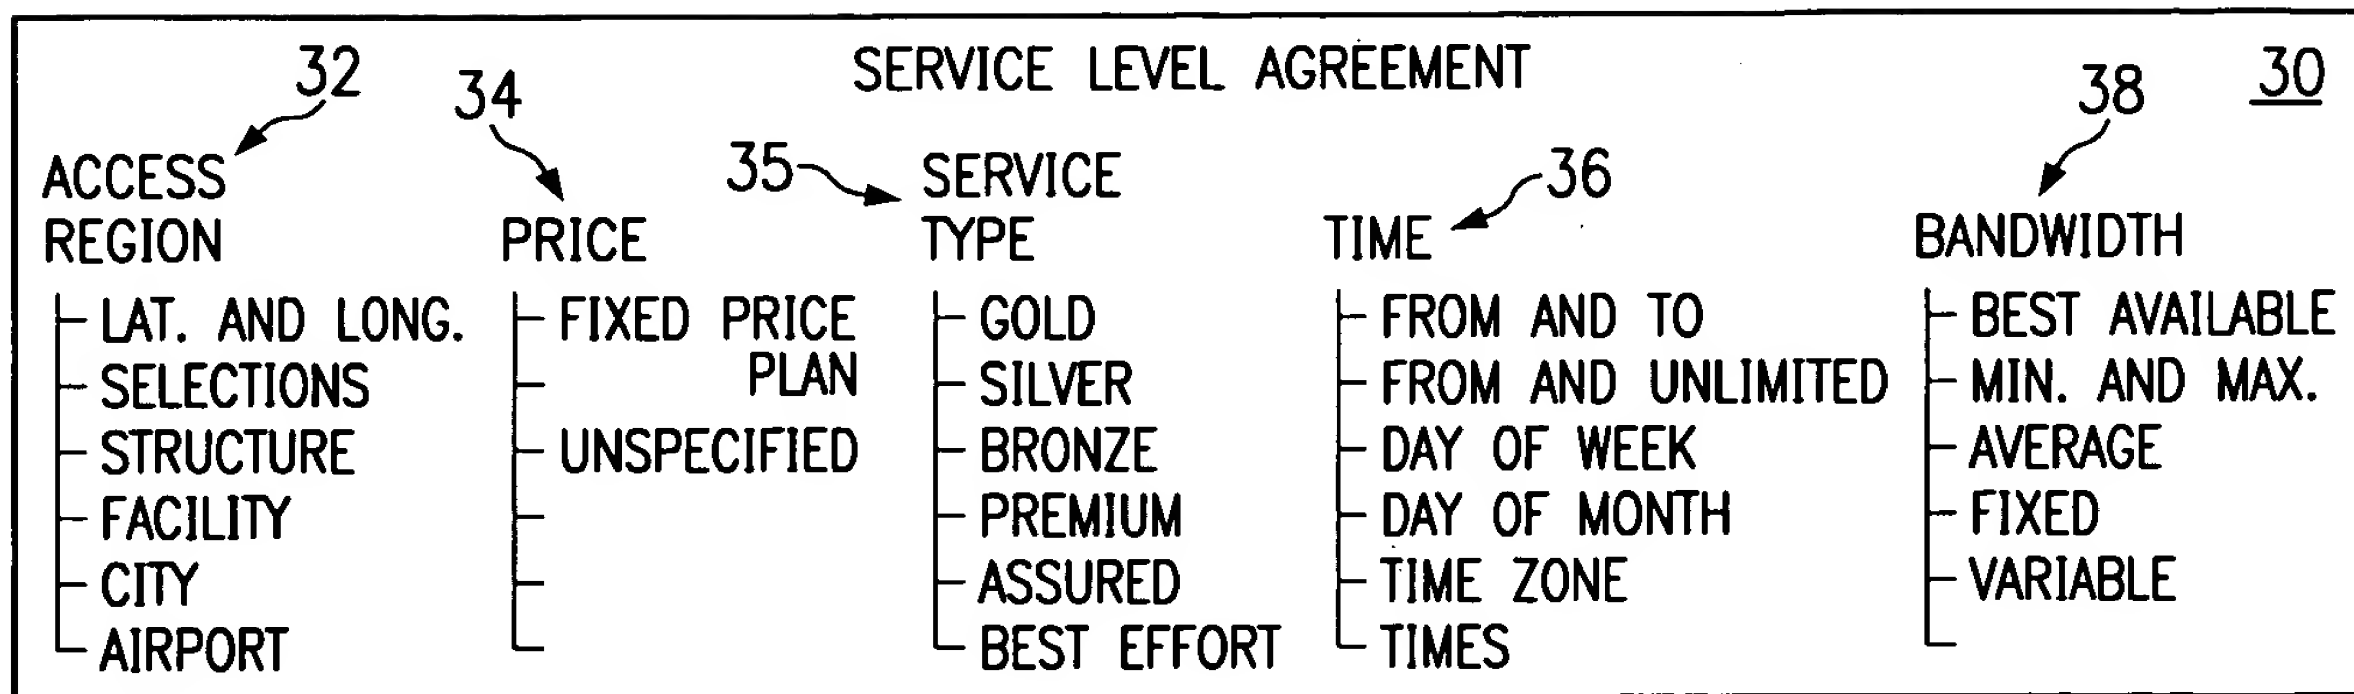 SERVICE LEVEL AGREEMENT
30
32
ACCESS
REGION
LAT. AND LONG.
SELECTIONS
STRUCTURE
FACILITY
CITY
AIRPORT
34
PRICE
FIXED PRICE
PLAN
UNSPECIFIED
35
SERVICE
TYPE
GOLD
SILVER
BRONZE
PREMIUM
ASSURED
BEST EFFORT
36
TIME
FROM AND TO
FROM AND UNLIMITED
DAY OF WEEK
DAY OF MONTH
TIME ZONE
TIMES
38
BANDWIDTH
BEST AVAILABLE
MIN. AND MAX.
AVERAGE
FIXED
VARIABLE